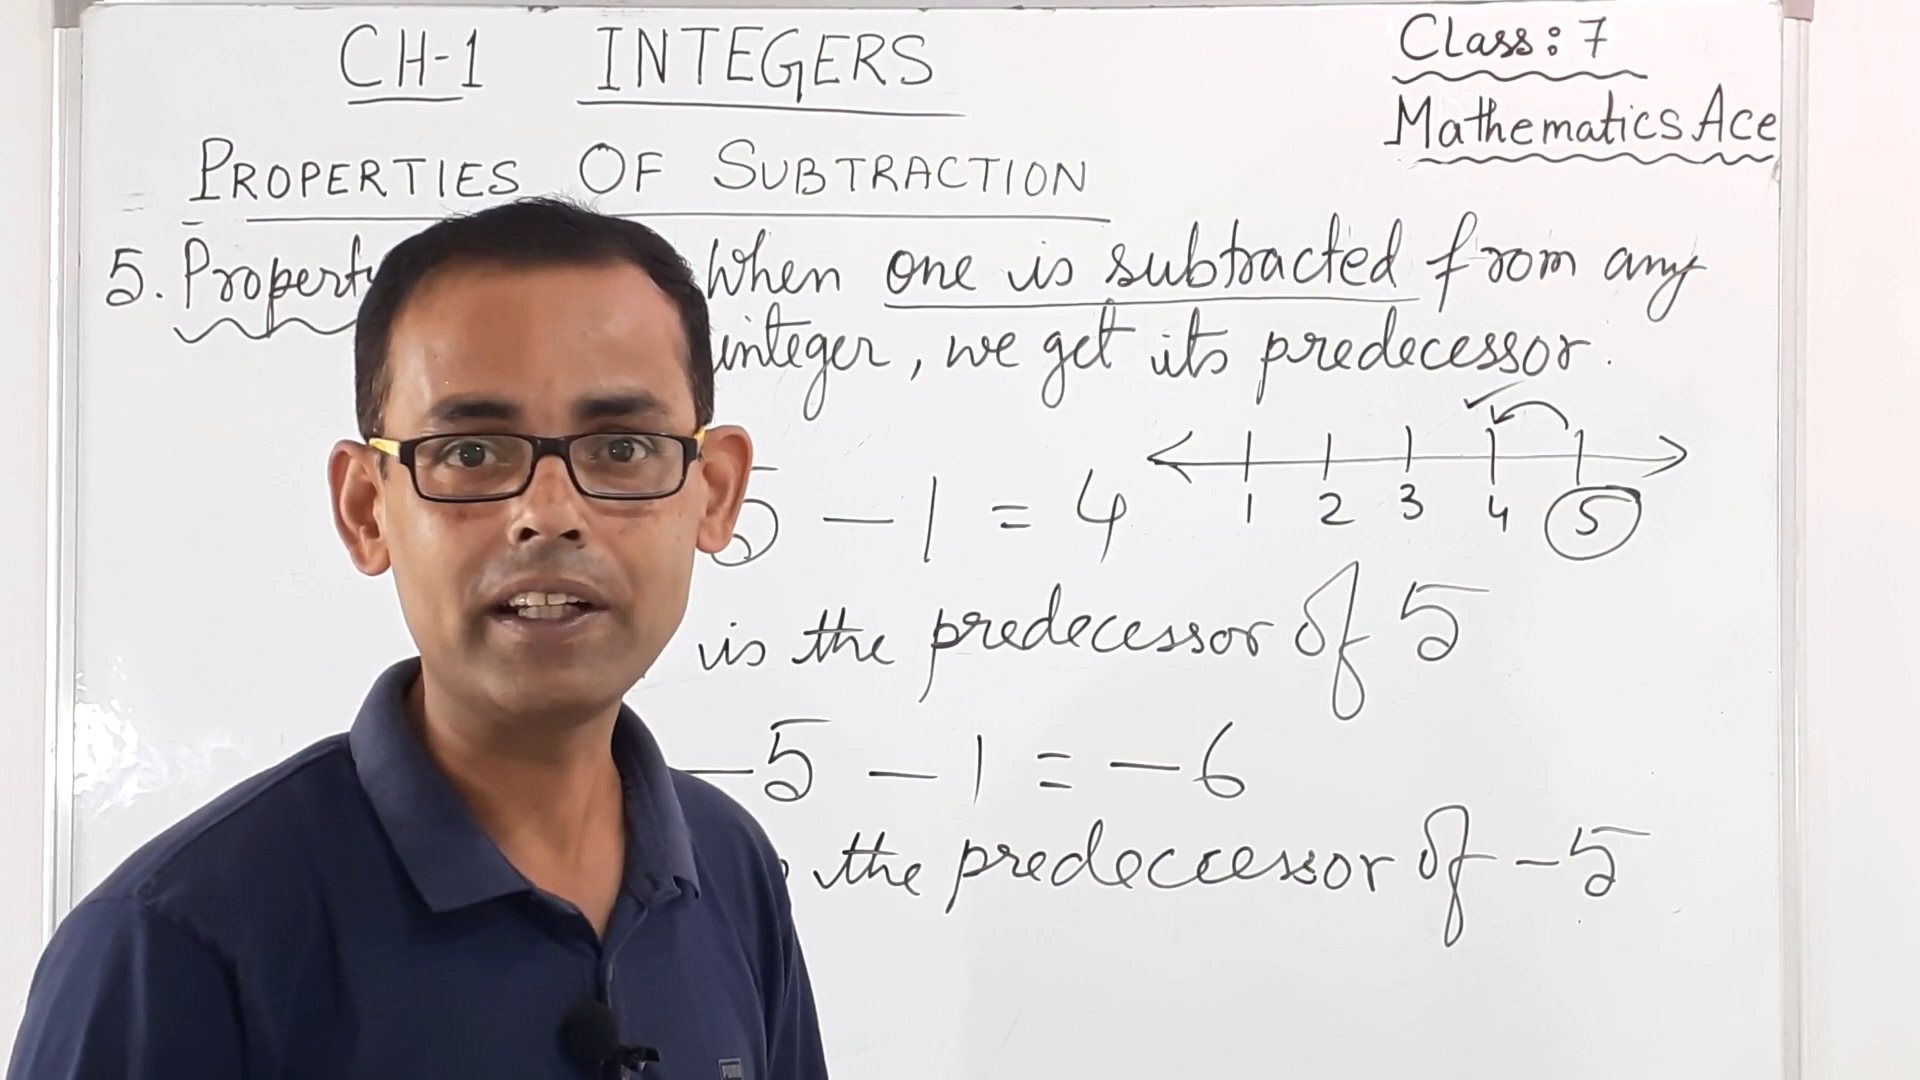 CH-1 INTEGERS
Class: 7
Mathematics Ace
PROPERTIES OF SUBTRACTION
5. Property When one is subtracted from any
integer, we get its predecessor.
5 - 1 = 4
1 2 3 4 5
is the predecessor of 5
-5 - 1 = -6
the predeccessor of -5